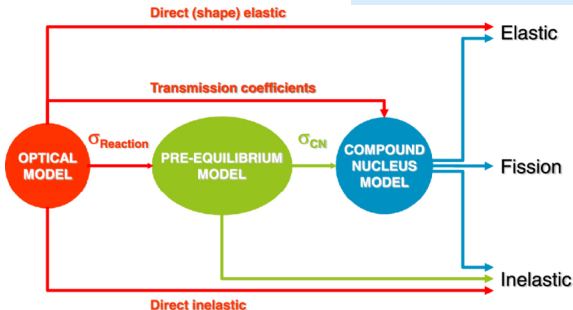 Direct (shape) elastic
Elastic
Transmission coefficients
σReaction
σCN
OPTICAL
MODEL
PRE-EQUILIBRIUM
MODEL
COMPOUND
NUCLEUS
MODEL
Fission
Inelastic
Direct inelastic